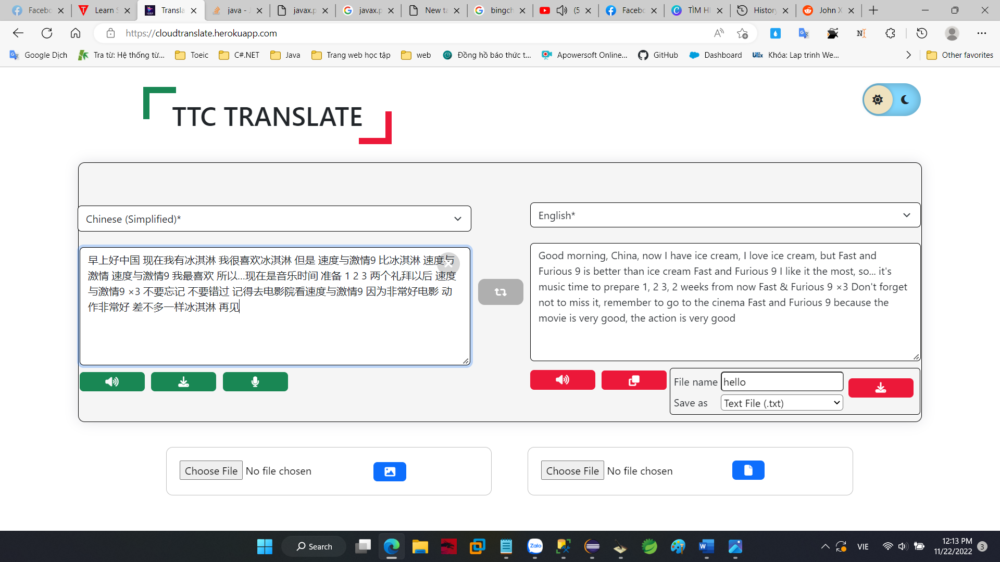 Facebo
Learn S
Transla
java - J
javax.p
javax.p
New ta
bingch
(5
Facebo
TÌM HI
History
John X
https://cloudtranslate.herokuapp.com
Google Dịch
Tra từ: Hệ thống từ...
Toeic
C#.NET
Java
Trang web học tập
web
Đồng hồ báo thức t...
Apowersoft Online...
GitHub
Dashboard
Khóa: Lap trinh We...
Other favorites
TTC TRANSLATE
Chinese (Simplified)*
English*
早上好中国 现在我有冰淇淋 我很喜欢冰淇淋 但是 速度与激情9 比冰淇淋 速度与
激情 速度与激情9 我最喜欢 所以…现在是音乐时间 准备 1 2 3 两个礼拜以后 速度
与激情9 ×3 不要忘记 不要错过 记得去电影院看速度与激情9 因为非常好电影 动
作非常好 差不多一样冰淇淋 再见
Good morning, China, now I have ice cream, I love ice cream, but Fast and
Furious 9 is better than ice cream Fast and Furious 9 I like it the most, so... it's
music time to prepare 1, 2 3, 2 weeks from now Fast & Furious 9 ×3 Don't forget
not to miss it, remember to go to the cinema Fast and Furious 9 because the
movie is very good, the action is very good
File name hello
Save as Text File (.txt)
Choose File No file chosen
Choose File No file chosen
Search
Zalo
VIE
12:13 PM
11/22/2022
3